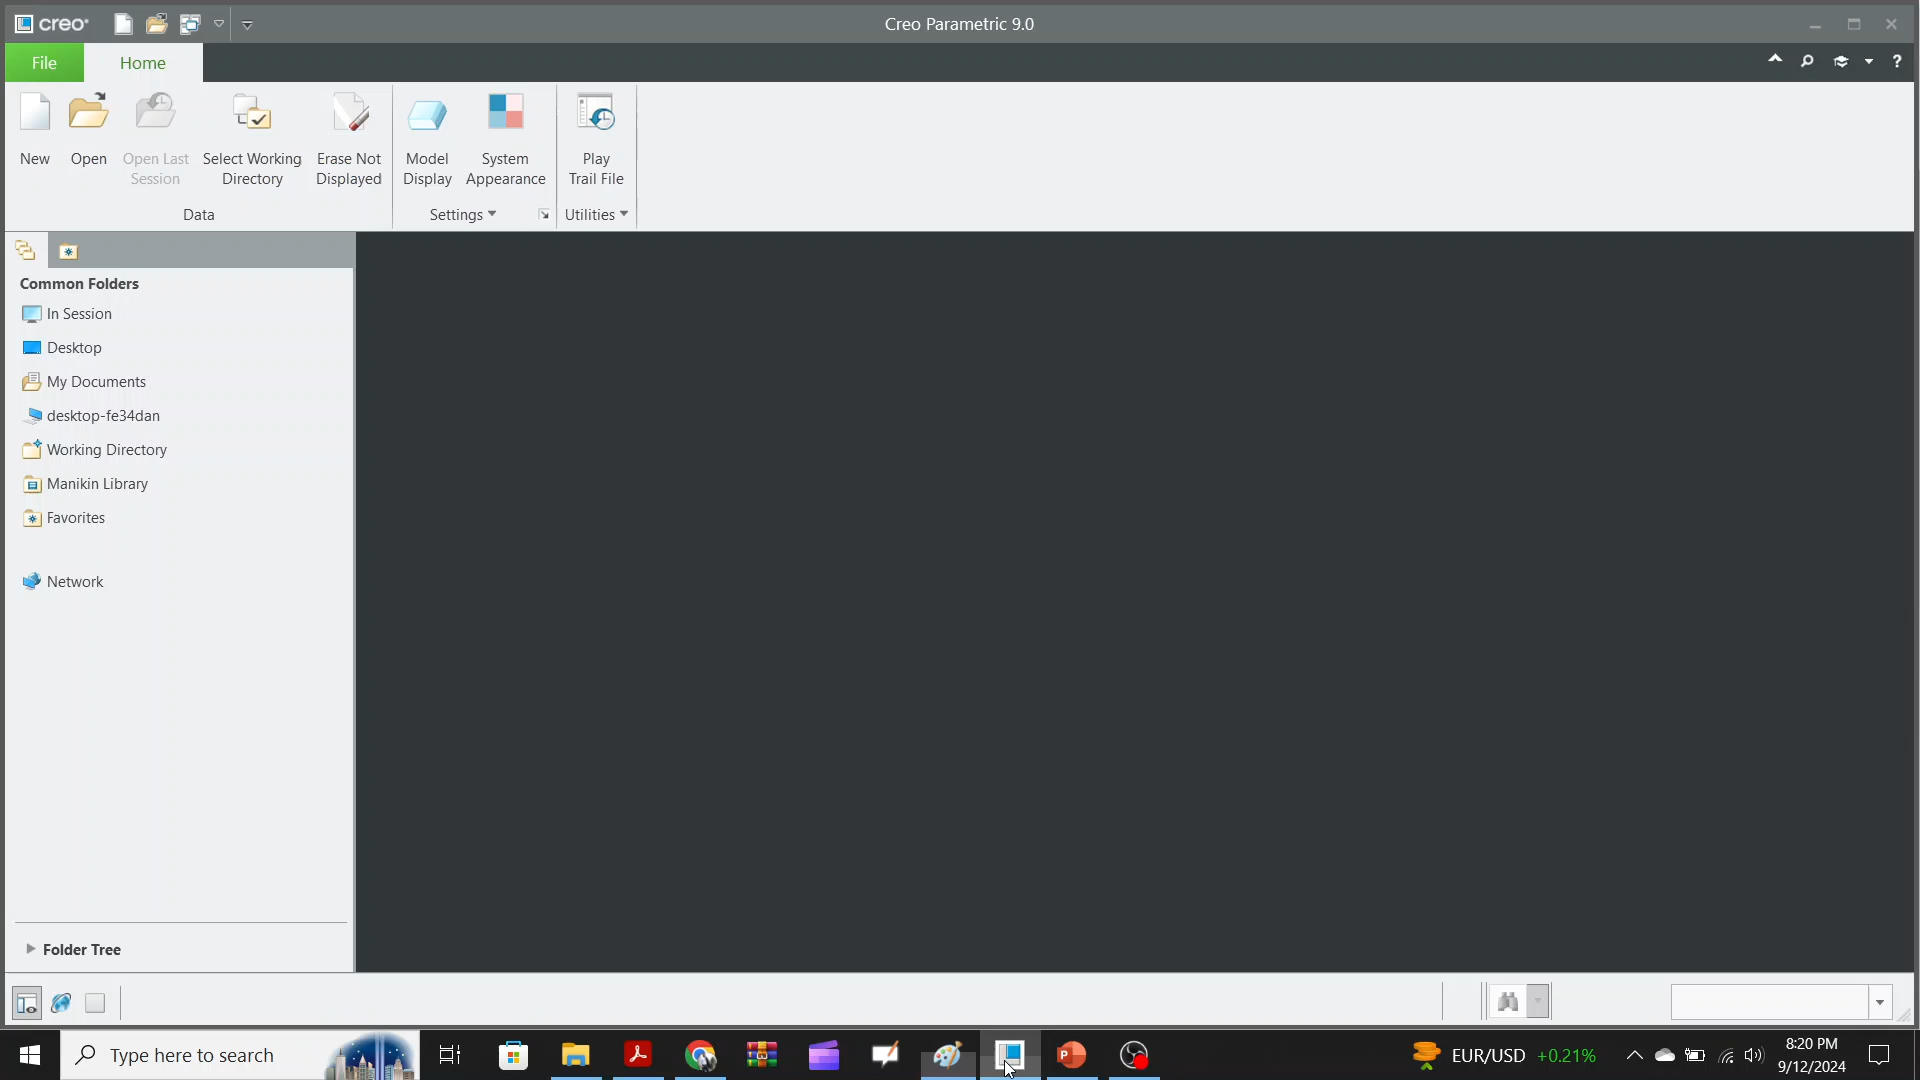 creo
Creo Parametric 9.0
File
Home
?
New
Open
Open Last
Session
Select Working
Directory
Erase Not
Displayed
Model
Display
System
Appearance
Play
Trail File
Data
Settings
Utilities
Common Folders
In Session
Desktop
My Documents
desktop-fe34dan
Working Directory
Manikin Library
Favorites
Network
Folder Tree
Type here to search
EUR/USD +0.21%
8:20 PM
9/12/2024